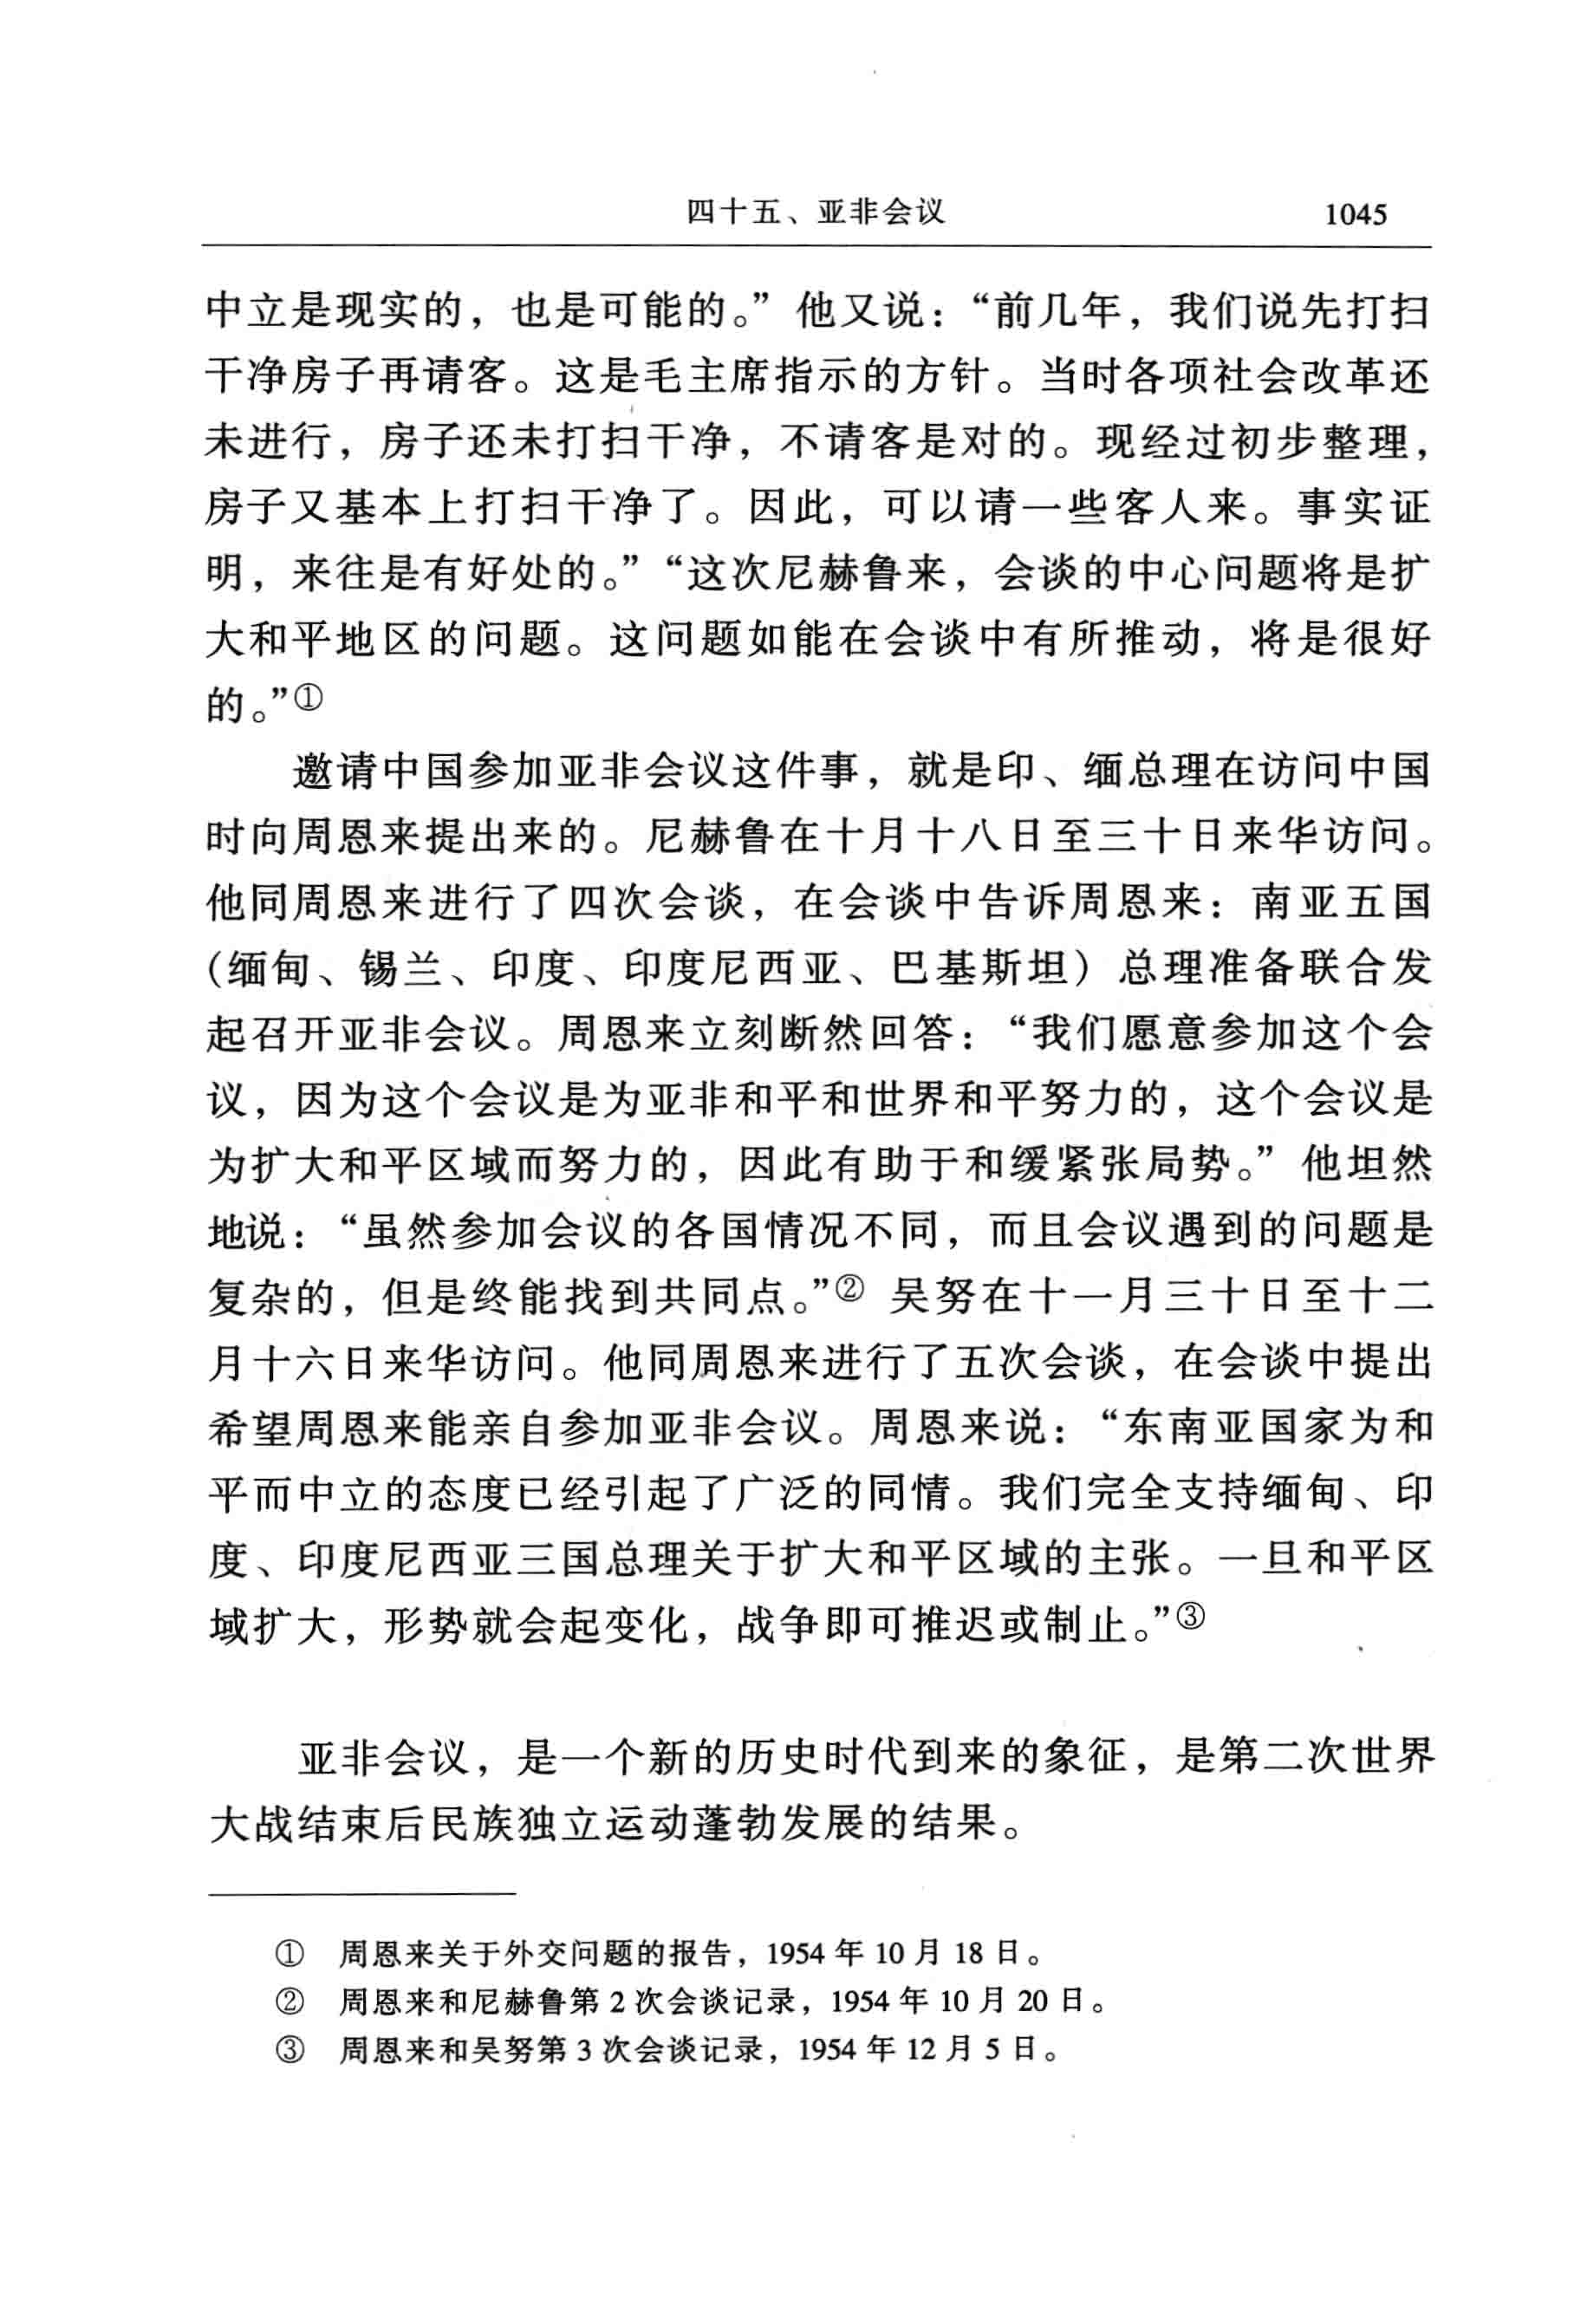 四十五、亚非会议 1045
中立是现实的，也是可能的。”他又说：“前几年，我们说先打扫
干净房子再请客。这是毛主席指示的方针。当时各项社会改革还
未进行，房子还未打扫干净，不请客是对的。现经过初步整理，
房子又基本上打扫干净了。因此，可以请一些客人来。事实证
明，来往是有好处的。”“这次尼赫鲁来，会谈的中心问题将是扩
大和平地区的问题。这问题如能在会谈中有所推动，将是很好
的。”①
邀请中国参加亚非会议这件事，就是印、缅总理在访问中国
时向周恩来提出来的。尼赫鲁在十月十八日至三十日来华访问。
他同周恩来进行了四次会谈，在会谈中告诉周恩来：南亚五国
（缅甸、锡兰、印度、印度尼西亚、巴基斯坦）总理准备联合发
起召开亚非会议。周恩来立刻断然回答：“我们愿意参加这个会
议，因为这个会议是为亚非和平和世界和平努力的，这个会议是
为扩大和平区域而努力的，因此有助于和缓紧张局势。”他坦然
地说：“虽然参加会议的各国情况不同，而且会议遇到的问题是
复杂的，但是终能找到共同点。”② 吴努在十一月三十日至十二
月十六日来华访问。他同周恩来进行了五次会谈，在会谈中提出
希望周恩来能亲自参加亚非会议。周恩来说：“东南亚国家为和
平而中立的态度已经引起了广泛的同情。我们完全支持缅甸、印
度、印度尼西亚三国总理关于扩大和平区域的主张。一旦和平区
域扩大，形势就会起变化，战争即可推迟或制止。”③
亚非会议，是一个新的历史时代到来的象征，是第二次世界
大战结束后民族独立运动蓬勃发展的结果。
① 周恩来关于外交问题的报告，1954 年 10 月 18 日。
② 周恩来和尼赫鲁第 2 次会谈记录，1954 年 10 月 20 日。
③ 周恩来和吴努第 3 次会谈记录，1954 年 12 月 5 日。